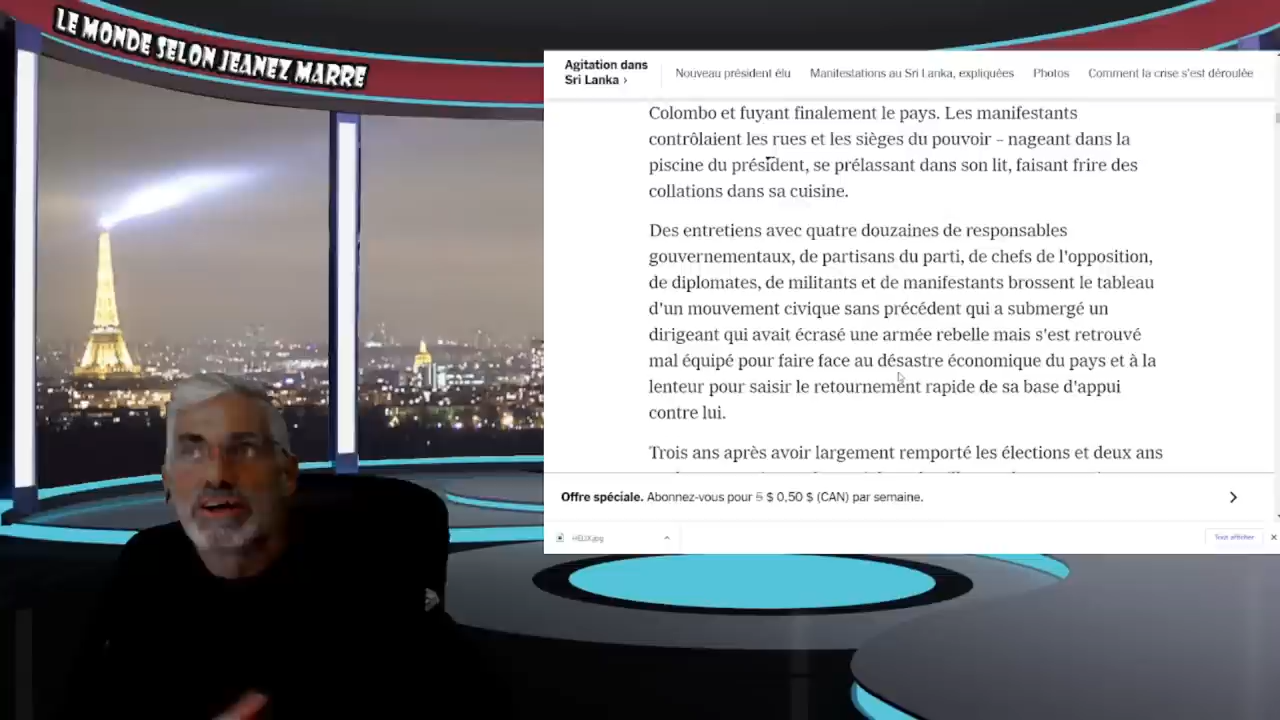 LE MONDE SELON JEANEZ MARRE
Agitation dans
Sri Lanka ›
Nouveau président élu
Manifestations au Sri Lanka, expliquées
Photos
Comment la crise s'est déroulée
Colombo et fuyant finalement le pays. Les manifestants
contrôlaient les rues et les sièges du pouvoir – nageant dans la
piscine du président, se prélassant dans son lit, faisant frire des
collations dans sa cuisine.
Des entretiens avec quatre douzaines de responsables
gouvernementaux, de partisans du parti, de chefs de l'opposition,
de diplomates, de militants et de manifestants brossent le tableau
d'un mouvement civique sans précédent qui a submergé un
dirigeant qui avait écrasé une armée rebelle mais s'est retrouvé
mal équipé pour faire face au désastre économique du pays et à la
lenteur pour saisir le retournement rapide de sa base d'appui
contre lui.
Trois ans après avoir largement remporté les élections et deux ans
Offre spéciale. Abonnez-vous pour 5 $ 0,50 $ (CAN) par semaine.
Tout afficher